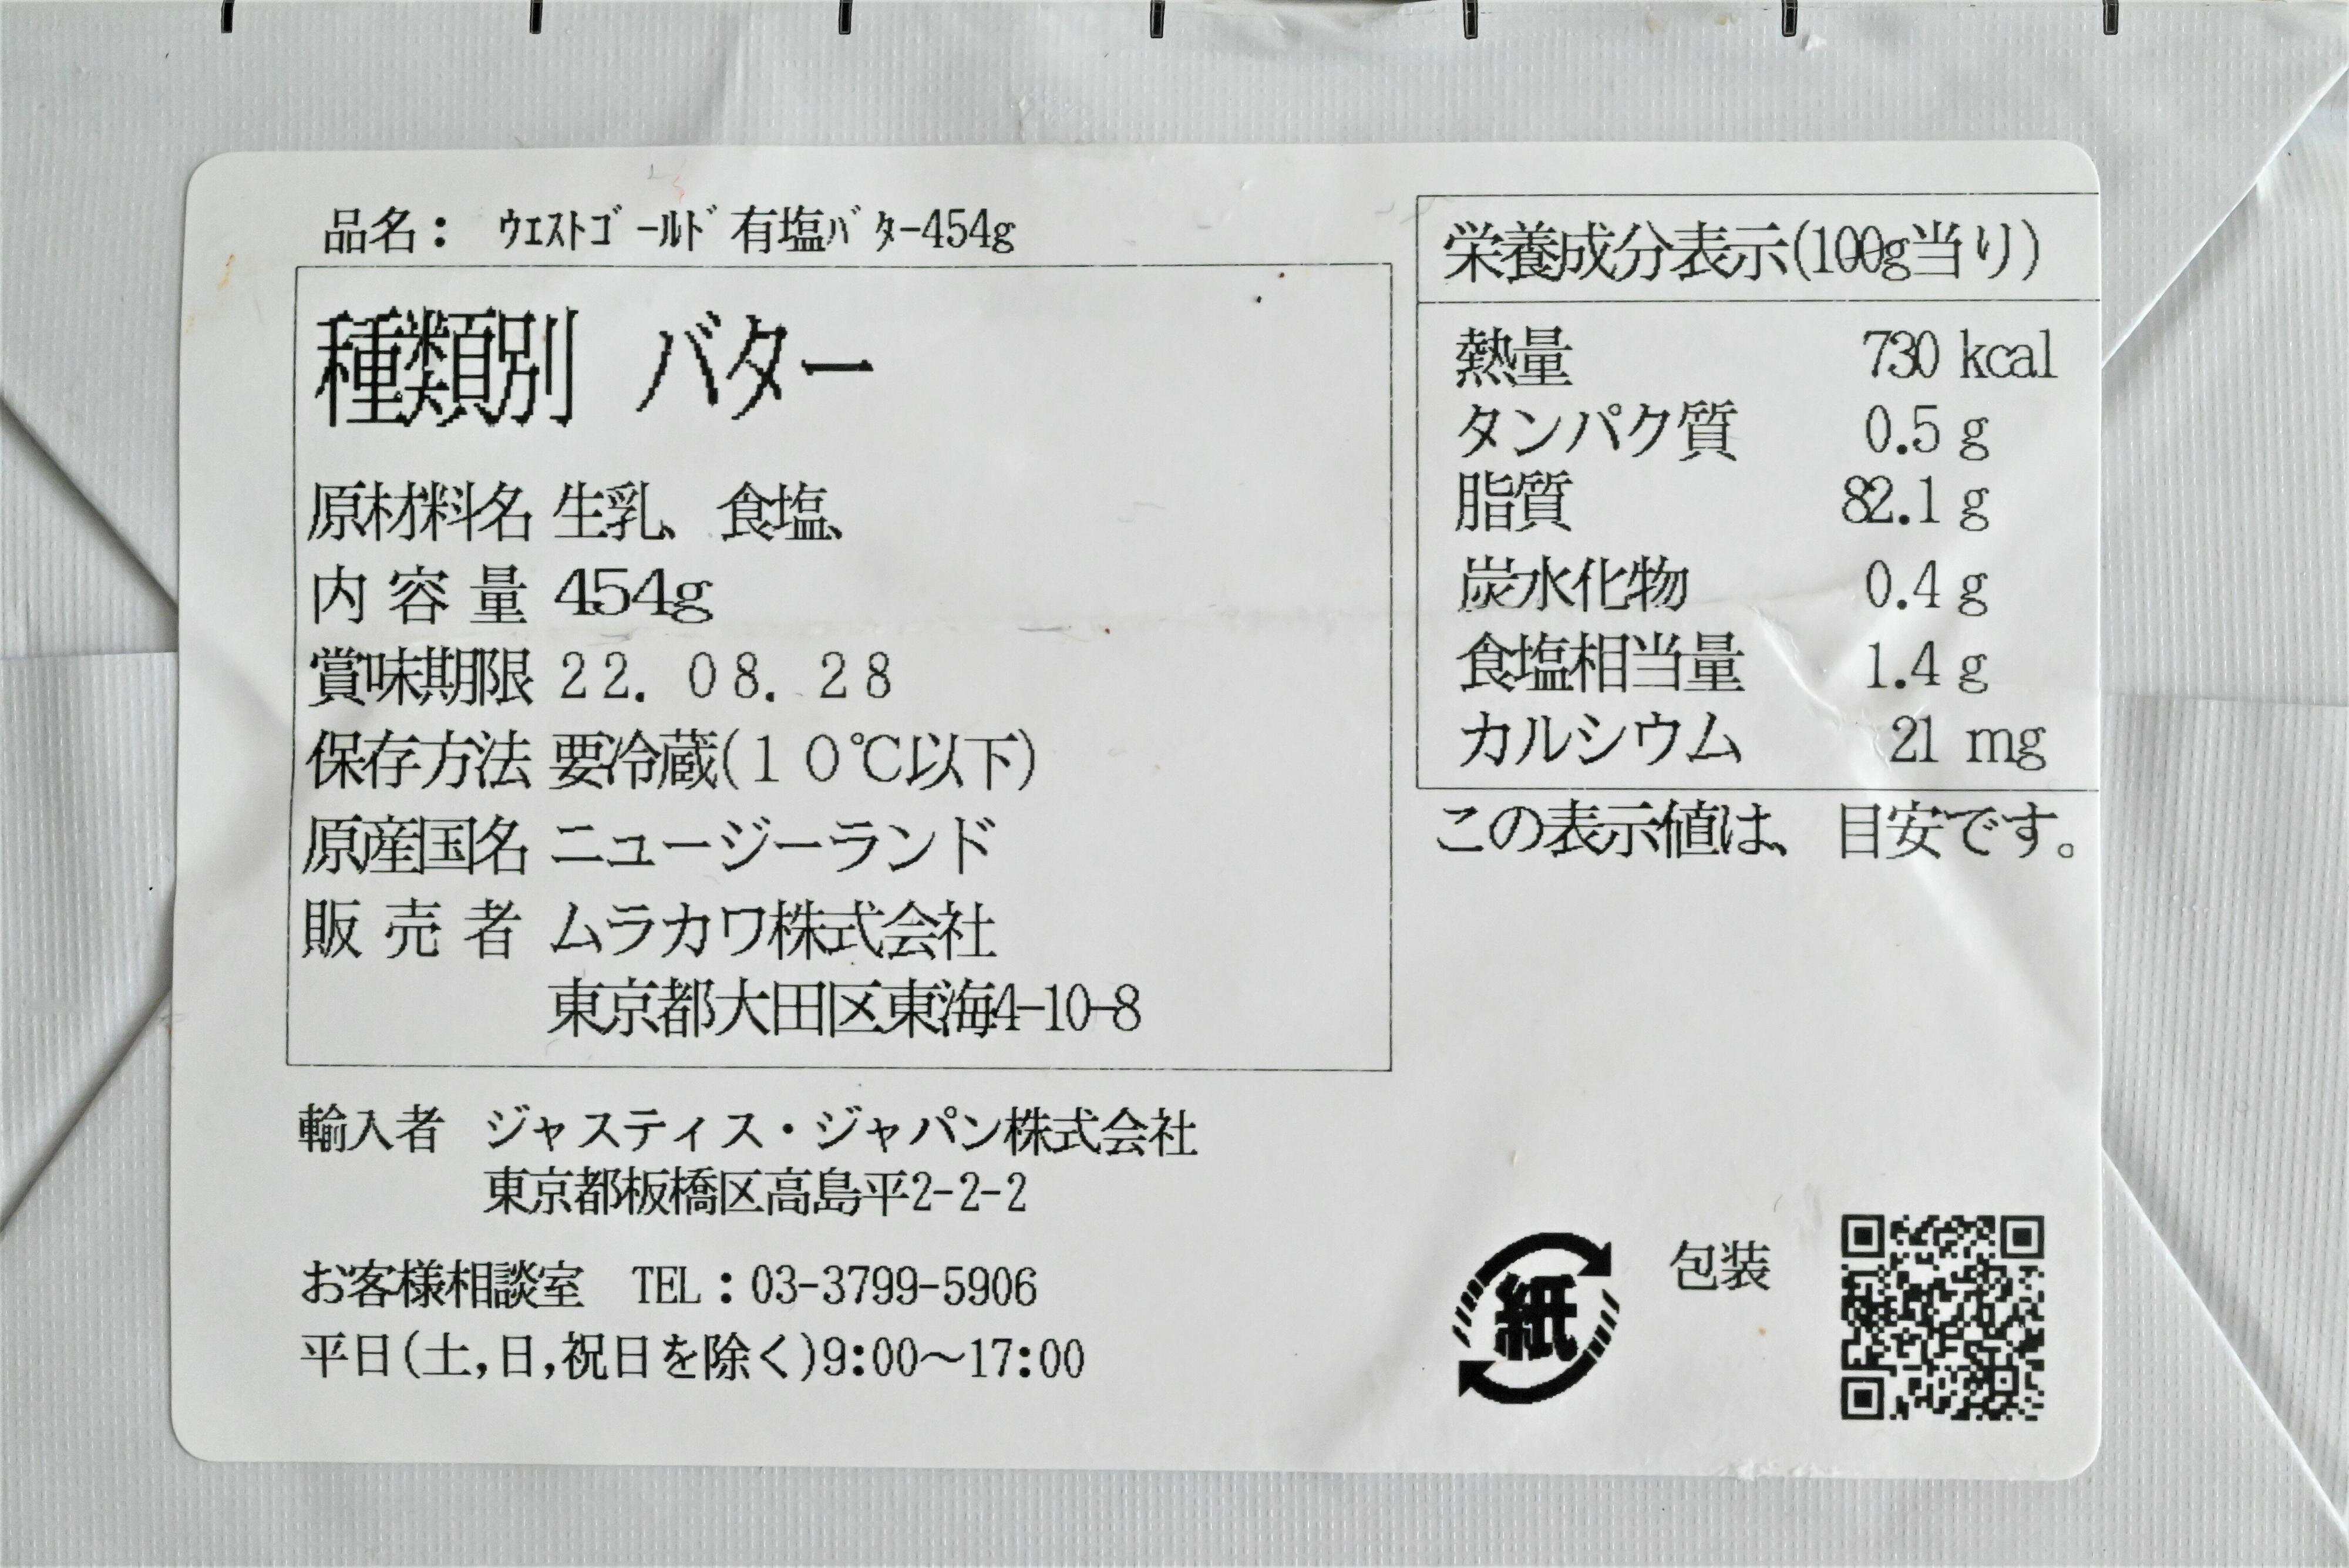 品名： ｳｴｽﾄｺﾞｰﾙﾄﾞ有塩ﾊﾞﾀｰ454g
種類別 バター
原材料名 生乳、食塩、
内容量 454g
賞味期限 22. 08. 28
保存方法 要冷蔵(１０℃以下)
原産国名 ニュージーランド
販売者 ムラカワ株式会社
東京都大田区東海4-10-8
輸入者 ジャスティス・ジャパン株式会社
東京都板橋区高島平2-2-2
お客様相談室 TEL：03-3799-5906
平日(土,日,祝日を除く)9:00～17:00
栄養成分表示(100g当り)
熱量 730 kcal
タンパク質 0.5 g
脂質 82.1 g
炭水化物 0.4 g
食塩相当量 1.4 g
カルシウム 21 mg
この表示値は、目安です。
紙 包装